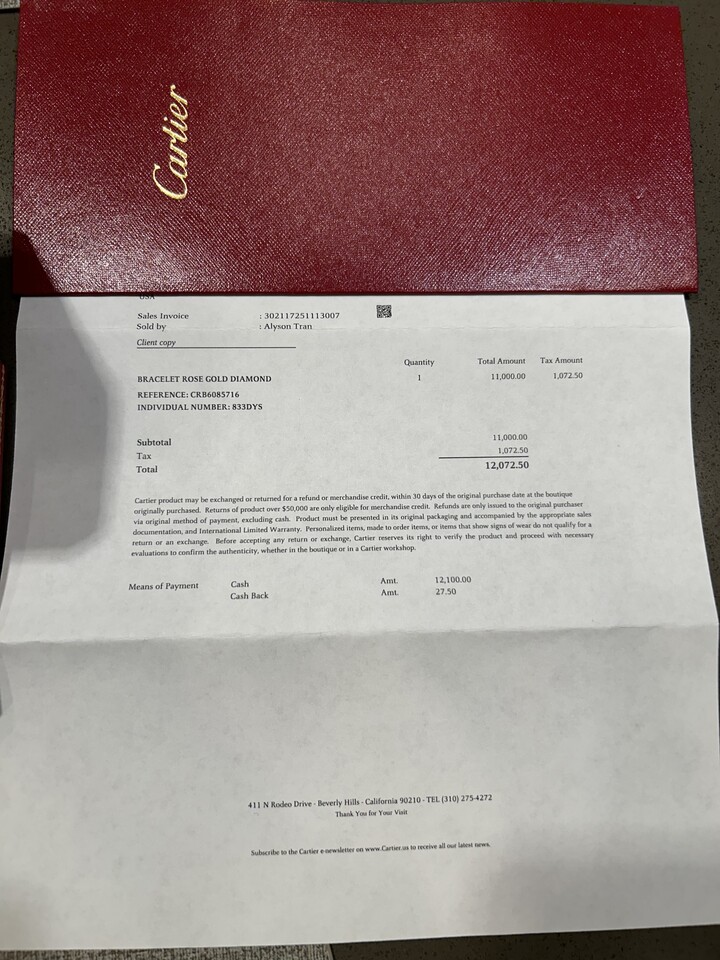 Cartier
USA
Sales Invoice : 302117251113007
Sold by : Alyson Tran
Client copy
Quantity Total Amount Tax Amount
BRACELET ROSE GOLD DIAMOND 1 11,000.00 1,072.50
REFERENCE: CRB6085716
INDIVIDUAL NUMBER: 833DYS
Subtotal 11,000.00
Tax 1,072.50
Total 12,072.50
Cartier product may be exchanged or returned for a refund or merchandise credit, within 30 days of the original purchase date at the boutique
originally purchased. Returns of product over $50,000 are only eligible for merchandise credit. Refunds are only issued to the original purchaser
via original method of payment, excluding cash. Product must be presented in its original packaging and accompanied by the appropriate sales
documentation, and International Limited Warranty. Personalized items, made to order items, or items that show signs of wear do not qualify for a
return or an exchange. Before accepting any return or exchange, Cartier reserves its right to verify the product and proceed with necessary
evaluations to confirm the authenticity, whether in the boutique or in a Cartier workshop.
Means of Payment Cash Amt. 12,100.00
Cash Back Amt. 27.50
411 N Rodeo Drive - Beverly Hills - California 90210 - TEL (310) 275-4272
Thank You for Your Visit
Subscribe to the Cartier e-newsletter on www.Cartier.us to receive all our latest news.